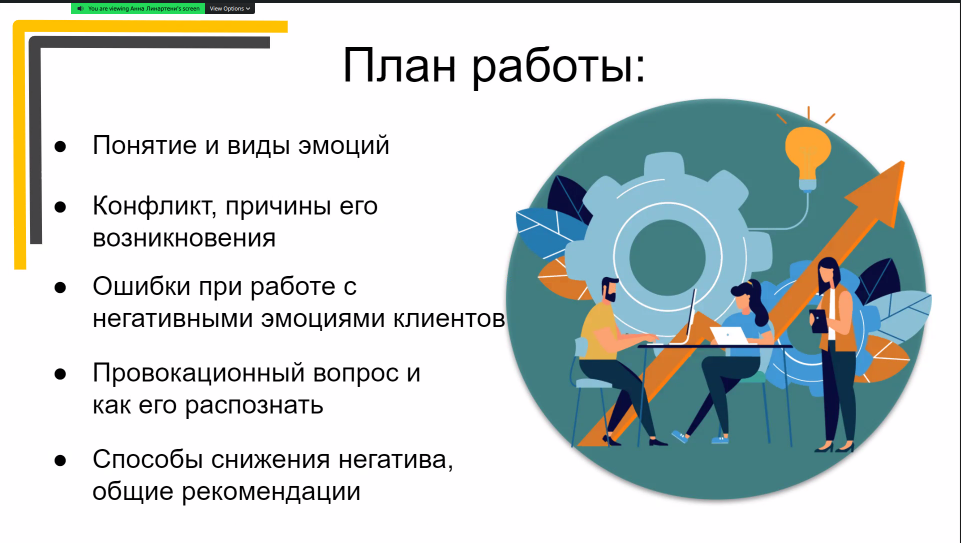 You are viewing Анна Линартени's screen
View Options
План работы:
● Понятие и виды эмоций
● Конфликт, причины его
возникновения
● Ошибки при работе с
негативными эмоциями клиентов
● Провокационный вопрос и
как его распознать
● Способы снижения негатива,
общие рекомендации